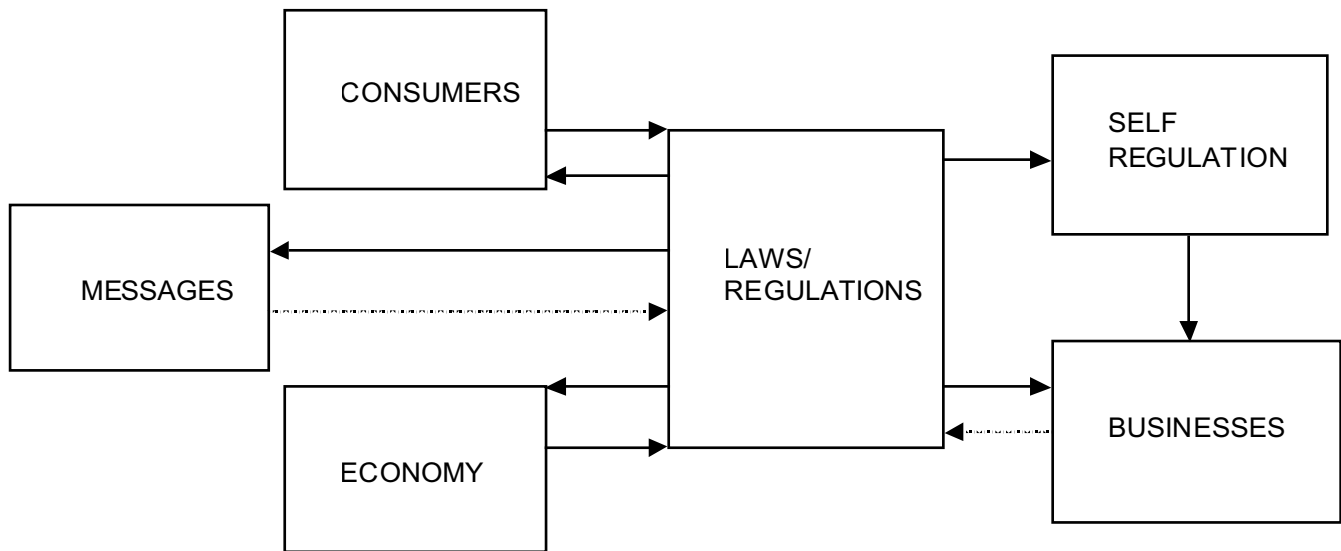 CONSUMERS
SELF
REGULATION
MESSAGES
LAWS/
REGULATIONS
ECONOMY
BUSINESSES